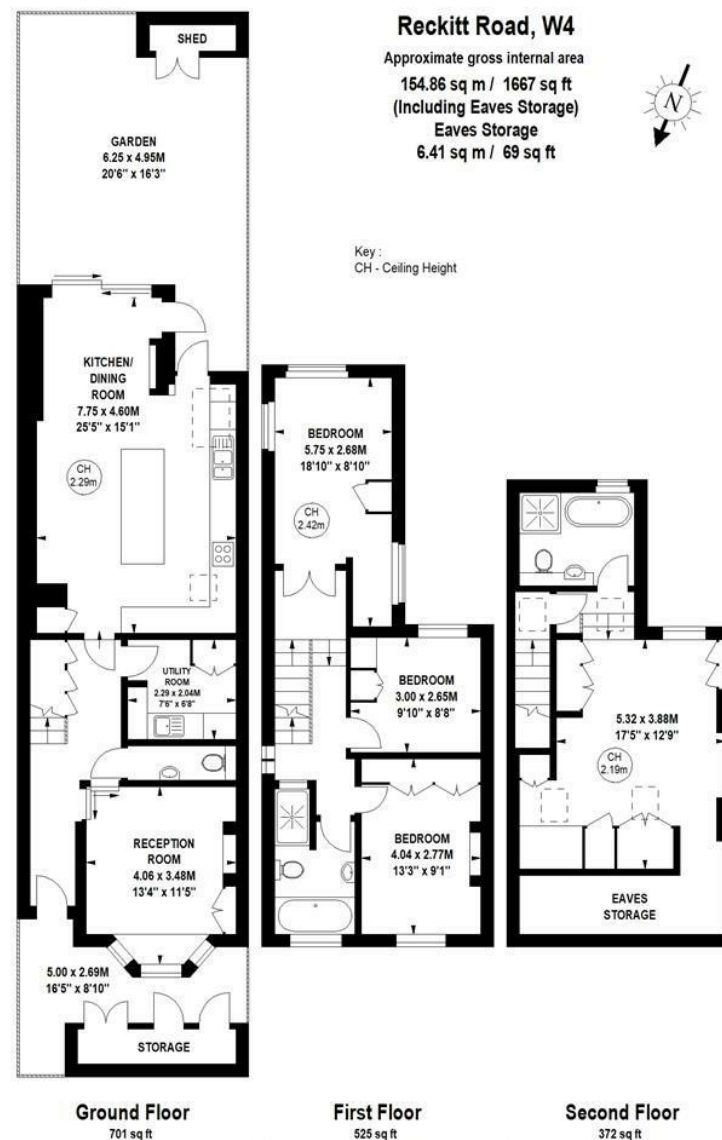 Reckitt Road, W4
Approximate gross internal area
154.86 sq m / 1667 sq ft
(Including Eaves Storage)
Eaves Storage
6.41 sq m / 69 sq ft
N
Key :
CH - Ceiling Height
SHED
GARDEN
6.25 x 4.95M
20'6" x 16'3"
KITCHEN/
DINING
ROOM
7.75 x 4.60M
25'5" x 15'1"
CH
2.29m
UTILITY
ROOM
2.29 x 2.04M
7'6" x 6'8"
RECEPTION
ROOM
4.06 x 3.48M
13'4" x 11'5"
5.00 x 2.69M
16'5" x 8'10"
STORAGE
Ground Floor
701 sq ft
BEDROOM
5.75 x 2.68M
18'10" x 8'10"
CH
2.42m
BEDROOM
3.00 x 2.65M
9'10" x 8'8"
BEDROOM
4.04 x 2.77M
13'3" x 9'1"
First Floor
525 sq ft
5.32 x 3.88M
17'5" x 12'9"
CH
2.19m
EAVES
STORAGE
Second Floor
372 sq ft